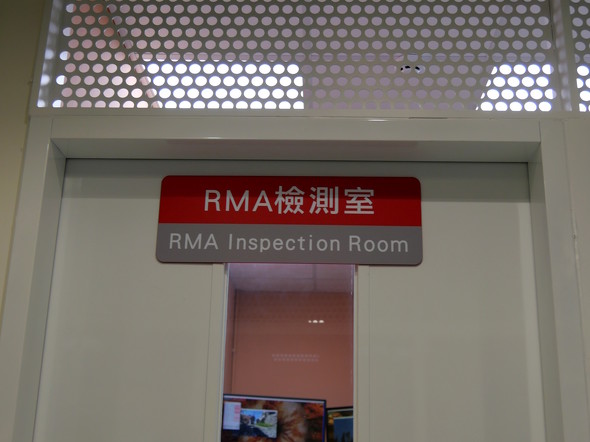 RMA檢測室
RMA Inspection Room